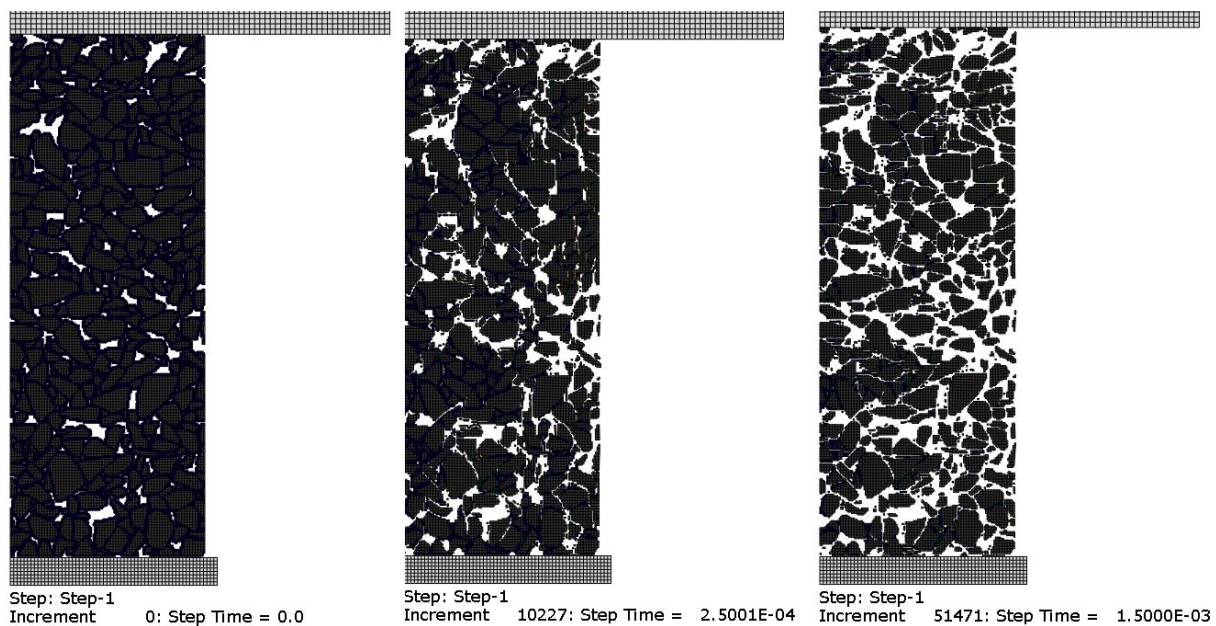 Step: Step-1
Increment 0: Step Time = 0.0
Step: Step-1
Increment 10227: Step Time = 2.5001E-04
Step: Step-1
Increment 51471: Step Time = 1.5000E-03